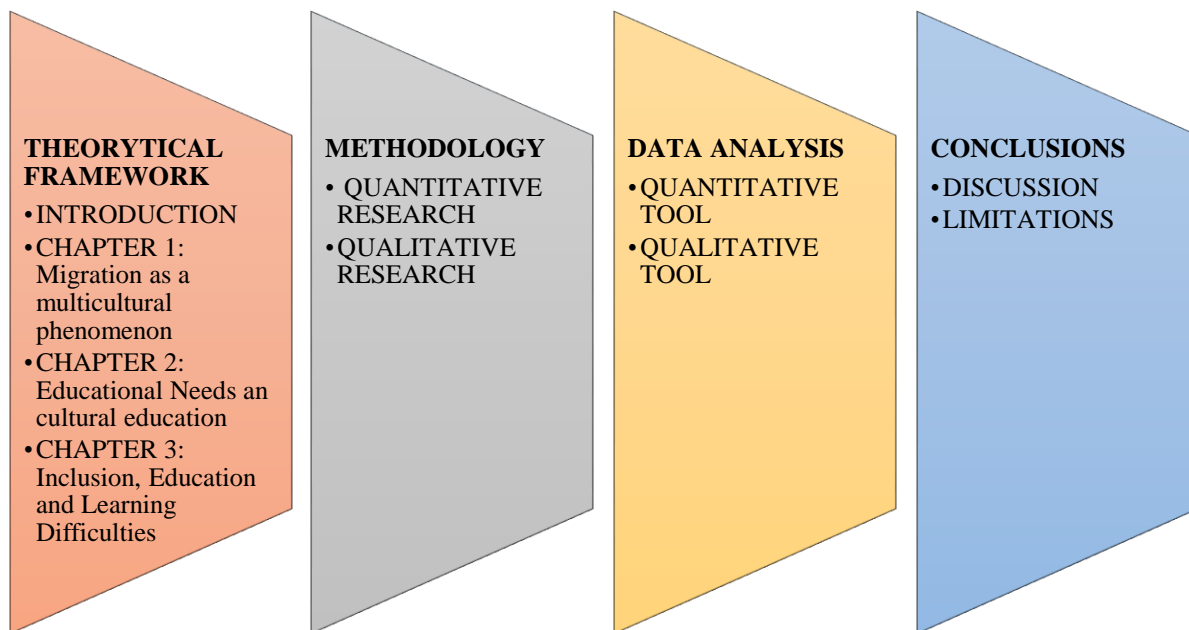 THEORYTICAL
FRAMEWORK
•INTRODUCTION
•CHAPTER 1:
Migration as a
multicultural
phenomenon
•CHAPTER 2:
Educational Needs an
cultural education
•CHAPTER 3:
Inclusion, Education
and Learning
Difficulties
METHODOLOGY
• QUANTITATIVE
RESEARCH
•QUALITATIVE
RESEARCH
DATA ANALYSIS
•QUANTITATIVE
TOOL
•QUALITATIVE
TOOL
CONCLUSIONS
•DISCUSSION
•LIMITATIONS